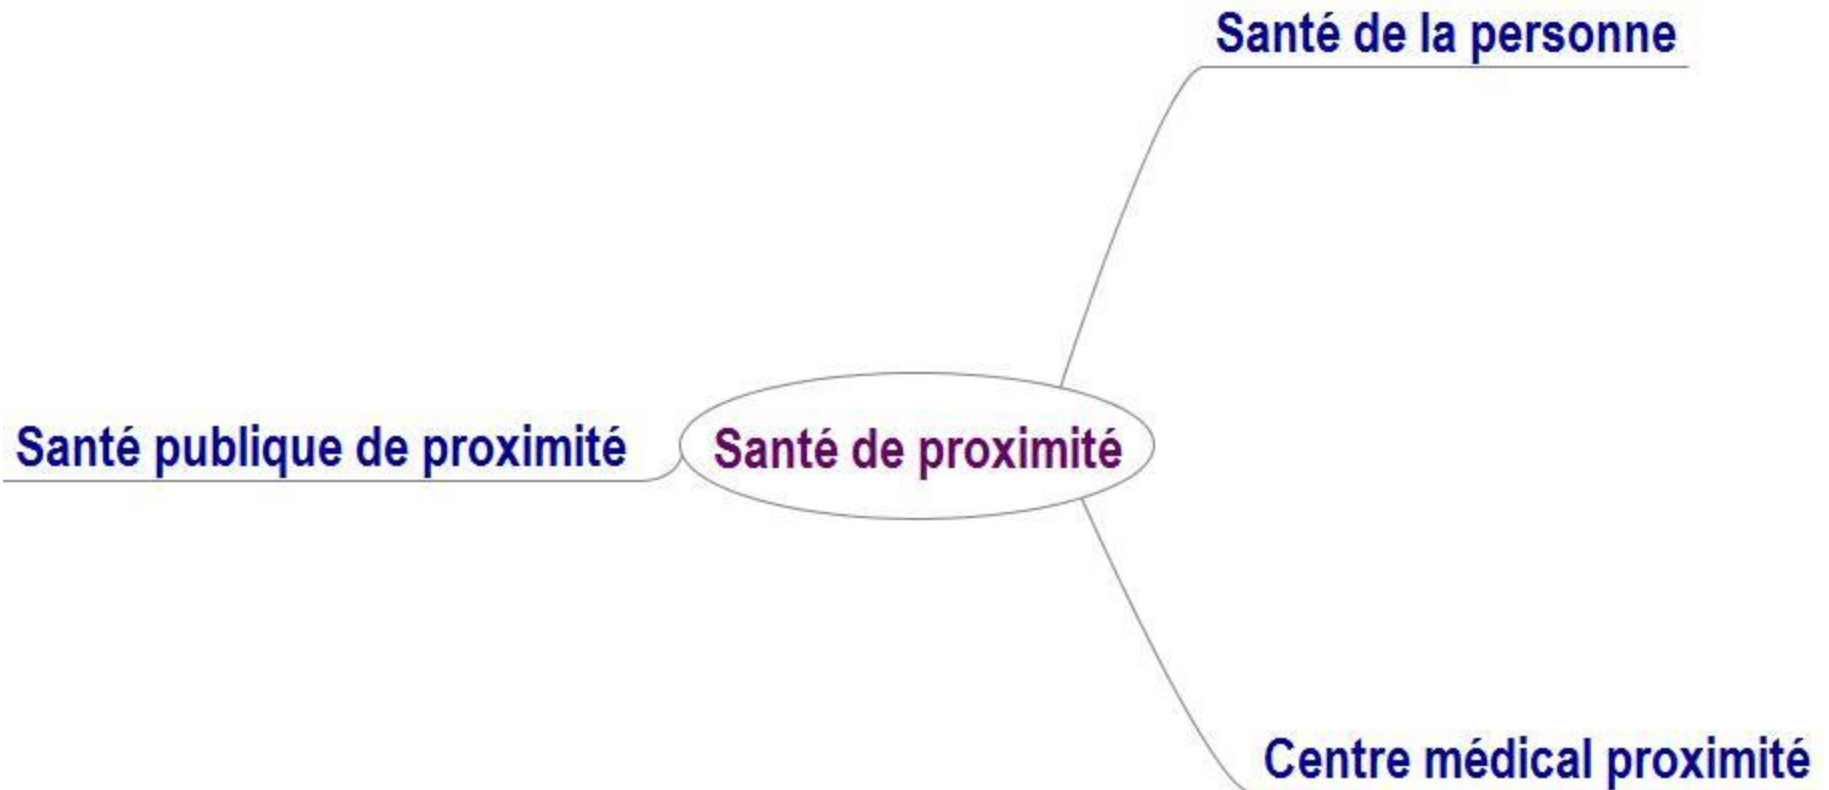 Santé de la personne
Santé publique de proximité
Santé de proximité
Centre médical proximité